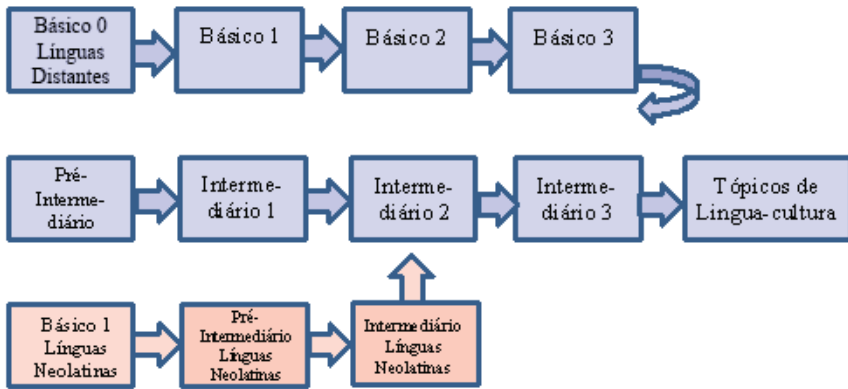 Básico 0
Línguas
Distantes
Básico 1
Básico 2
Básico 3
Pré-
Interme-
diário
Interme-
diário 1
Interme-
diário 2
Interme-
diário 3
Tópicos de
Lingua-cultura
Básico 1
Línguas
Neolatinas
Pré-
Intermediário
Línguas
Neolatinas
Intermediário
Línguas
Neolatinas